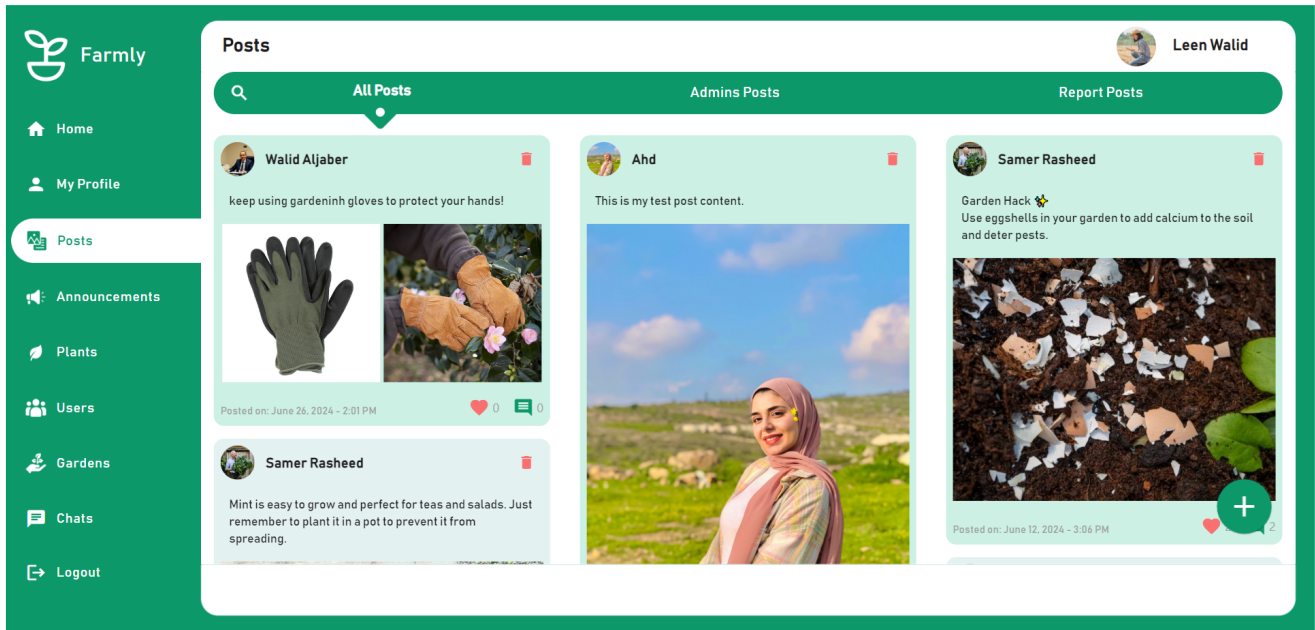 Farmly
Home
My Profile
Posts
Announcements
Plants
Users
Gardens
Chats
Logout
Posts
Leen Walid
All Posts
Admins Posts
Report Posts
Walid Aljaber
keep using gardeninh gloves to protect your hands!
Posted on: June 26, 2024 - 2:01 PM
0
0
Samer Rasheed
Mint is easy to grow and perfect for teas and salads. Just
remember to plant it in a pot to prevent it from
spreading.
Ahd
This is my test post content.
Samer Rasheed
Garden Hack ✨
Use eggshells in your garden to add calcium to the soil
and deter pests.
Posted on: June 12, 2024 - 3:06 PM
2